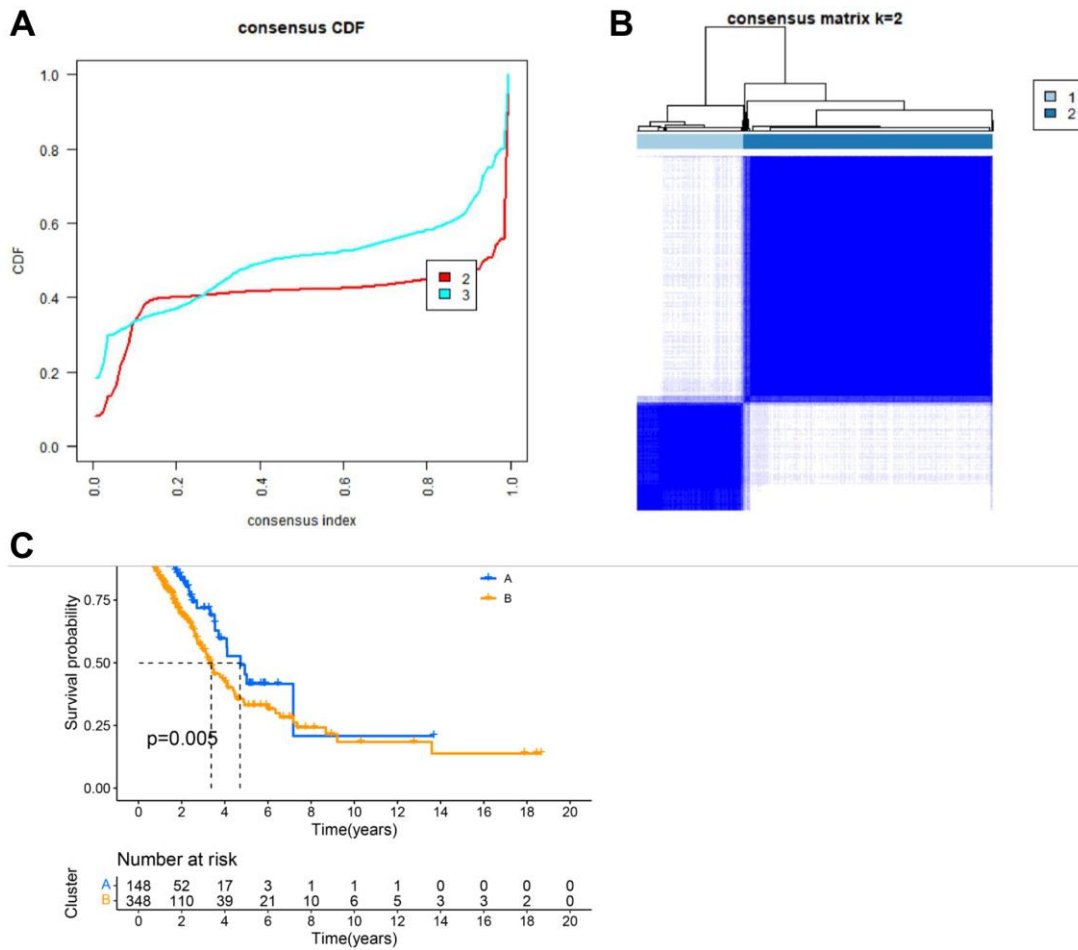 A
consensus CDF
1.0
0.8
0.6
0.4
0.2
0.0
CDF
2
3
0.0 0.2 0.4 0.6 0.8 1.0
consensus index
B
consensus matrix k=2
1
2
C
A
B
0.75
0.50
0.25
0.00
Survival probability
p=0.005
0 2 4 6 8 10 12 14 16 18 20
Time(years)
Number at risk
Cluster
A 148 52 17 3 1 1 1 0 0 0 0
B 348 110 39 21 10 6 5 3 3 2 0
0 2 4 6 8 10 12 14 16 18 20
Time(years)